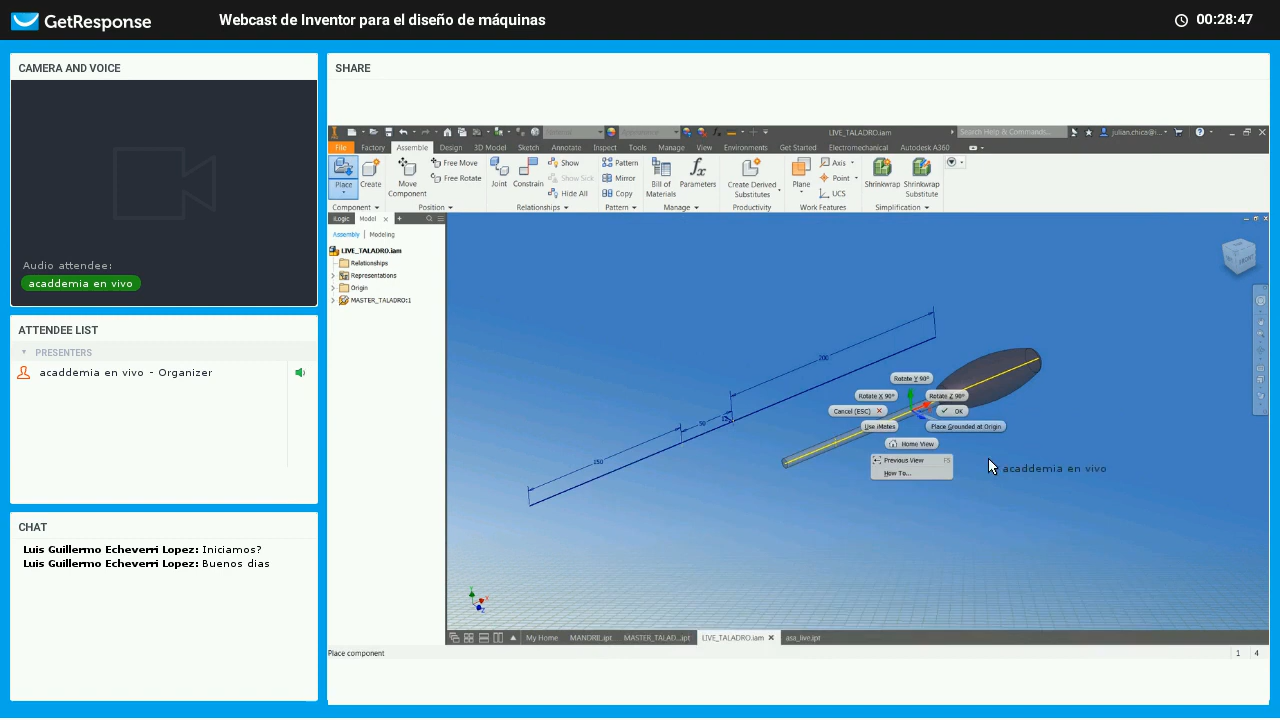 GetResponse
Webcast de Inventor para el diseño de máquinas
00:28:47
CAMERA AND VOICE
Audio attendee:
acaddemia en vivo
ATTENDEE LIST
PRESENTERS
acaddemia en vivo - Organizer
CHAT
Luis Guillermo Echeverri Lopez: Iniciamos?
Luis Guillermo Echeverri Lopez: Buenos dias
SHARE
LIVE_TALADRO.iam
Search Help & Commands...
julian.chica@i...
File Factory Assemble Design 3D Model Sketch Annotate Inspect Tools Manage View Environments Get Started Electromechanical Autodesk A360
Place
Create
Move Component
Free Move
Free Rotate
Joint
Constrain
Show
Show Sick
Hide All
Pattern
Mirror
Copy
Bill of Materials
Parameters
Create Derived Substitutes
Plane
Axis
Point
UCS
Shrinkwrap
Shrinkwrap Substitute
Component Position Relationships Pattern Manage Productivity Work Features Simplification
iLogic Model
Assembly Modeling
LIVE_TALADRO.iam
Relationships
Representations
Origin
MASTER_TALADRO:1
FRONT
200
50
150
Rotate Y 90°
Rotate X 90°
Rotate Z 90°
Cancel (ESC)
OK
Use iMates
Place Grounded at Origin
Home View
Previous View F5
How To...
acaddemia en vivo
My Home MANDRIL.ipt MASTER_TALAD...ipt LIVE_TALADRO.iam asa_live.ipt
Place component
1 4